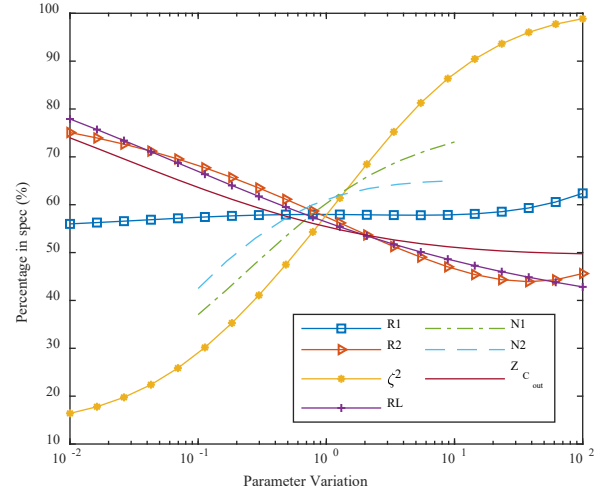 100
90
80
70
60
50
40
30
20
10
Percentage in spec (%)
R1
R2
ζ²
RL
N1
N2
Z C out
10⁻² 10⁻¹ 10⁰ 10¹ 10²
Parameter Variation